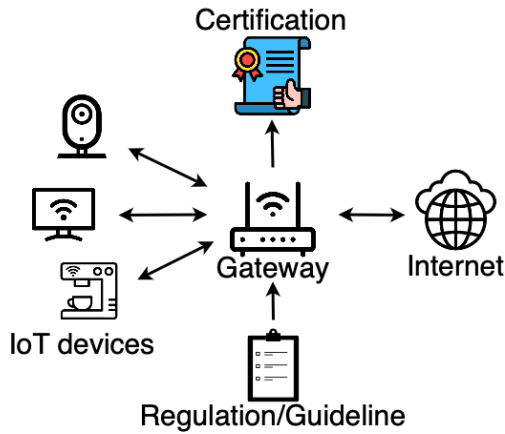 Certification
Gateway
Internet
IoT devices
Regulation/Guideline